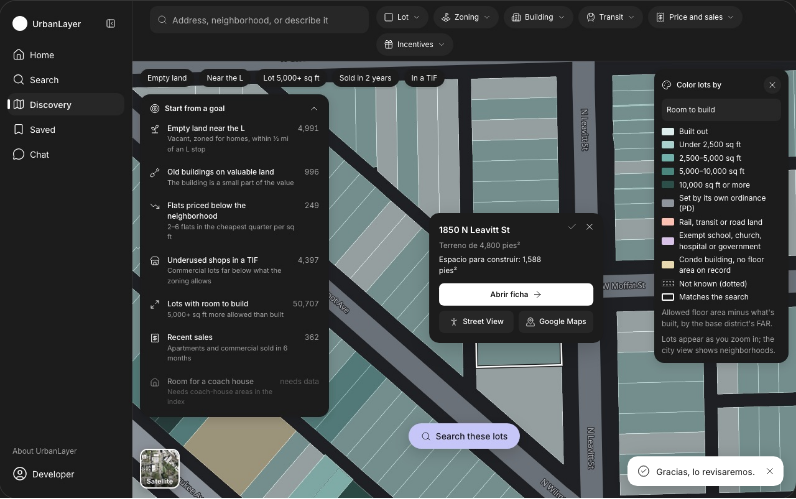 UrbanLayer
Home
Search
Discovery
Saved
Chat
About UrbanLayer
Developer
Address, neighborhood, or describe it
Lot
Zoning
Building
Transit
Price and sales
Incentives
Empty land
Near the L
Lot 5,000+ sq ft
Sold in 2 years
In a TIF
Start from a goal
Empty land near the L
4,991
Vacant, zoned for homes, within ½ mi
of an L stop
Old buildings on valuable land
996
The building is a small part of the value
Flats priced below the
neighborhood
249
2–6 flats in the cheapest quarter per sq
ft
Underused shops in a TIF
4,397
Commercial lots far below what the
zoning allows
Lots with room to build
50,707
5,000+ sq ft more allowed than built
Recent sales
362
Apartments and commercial sold in 6
months
Room for a coach house
needs data
Needs coach-house areas in the
index
Satellite
1850 N Leavitt St
Terreno de 4,800 pies²
Espacio para construir: 1,588
pies²
Abrir ficha
Street View
Google Maps
Search these lots
N Leavitt St
W Moffat St
N Leavitt St
Color lots by
Room to build
Built out
Under 2,500 sq ft
2,500–5,000 sq ft
5,000–10,000 sq ft
10,000 sq ft or more
Set by its own ordinance
(PD)
Rail, transit or road land
Exempt school, church,
hospital or government
Condo building, no floor
area on record
Not known (dotted)
Matches the search
Allowed floor area minus what's
built, by the base district's FAR.
Lots appear as you zoom in; the
city view shows neighborhoods.
Gracias, lo revisaremos.